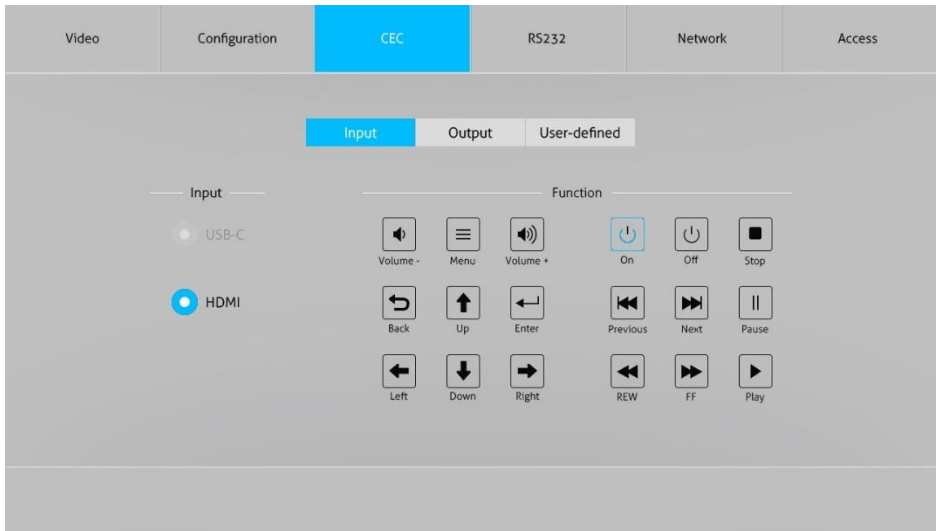 Video Configuration CEC RS232 Network Access
Input Output User-defined
Input Function
USB-C
Volume - Menu Volume + On Off Stop
HDMI
Back Up Enter Previous Next Pause
Left Down Right REW FF Play